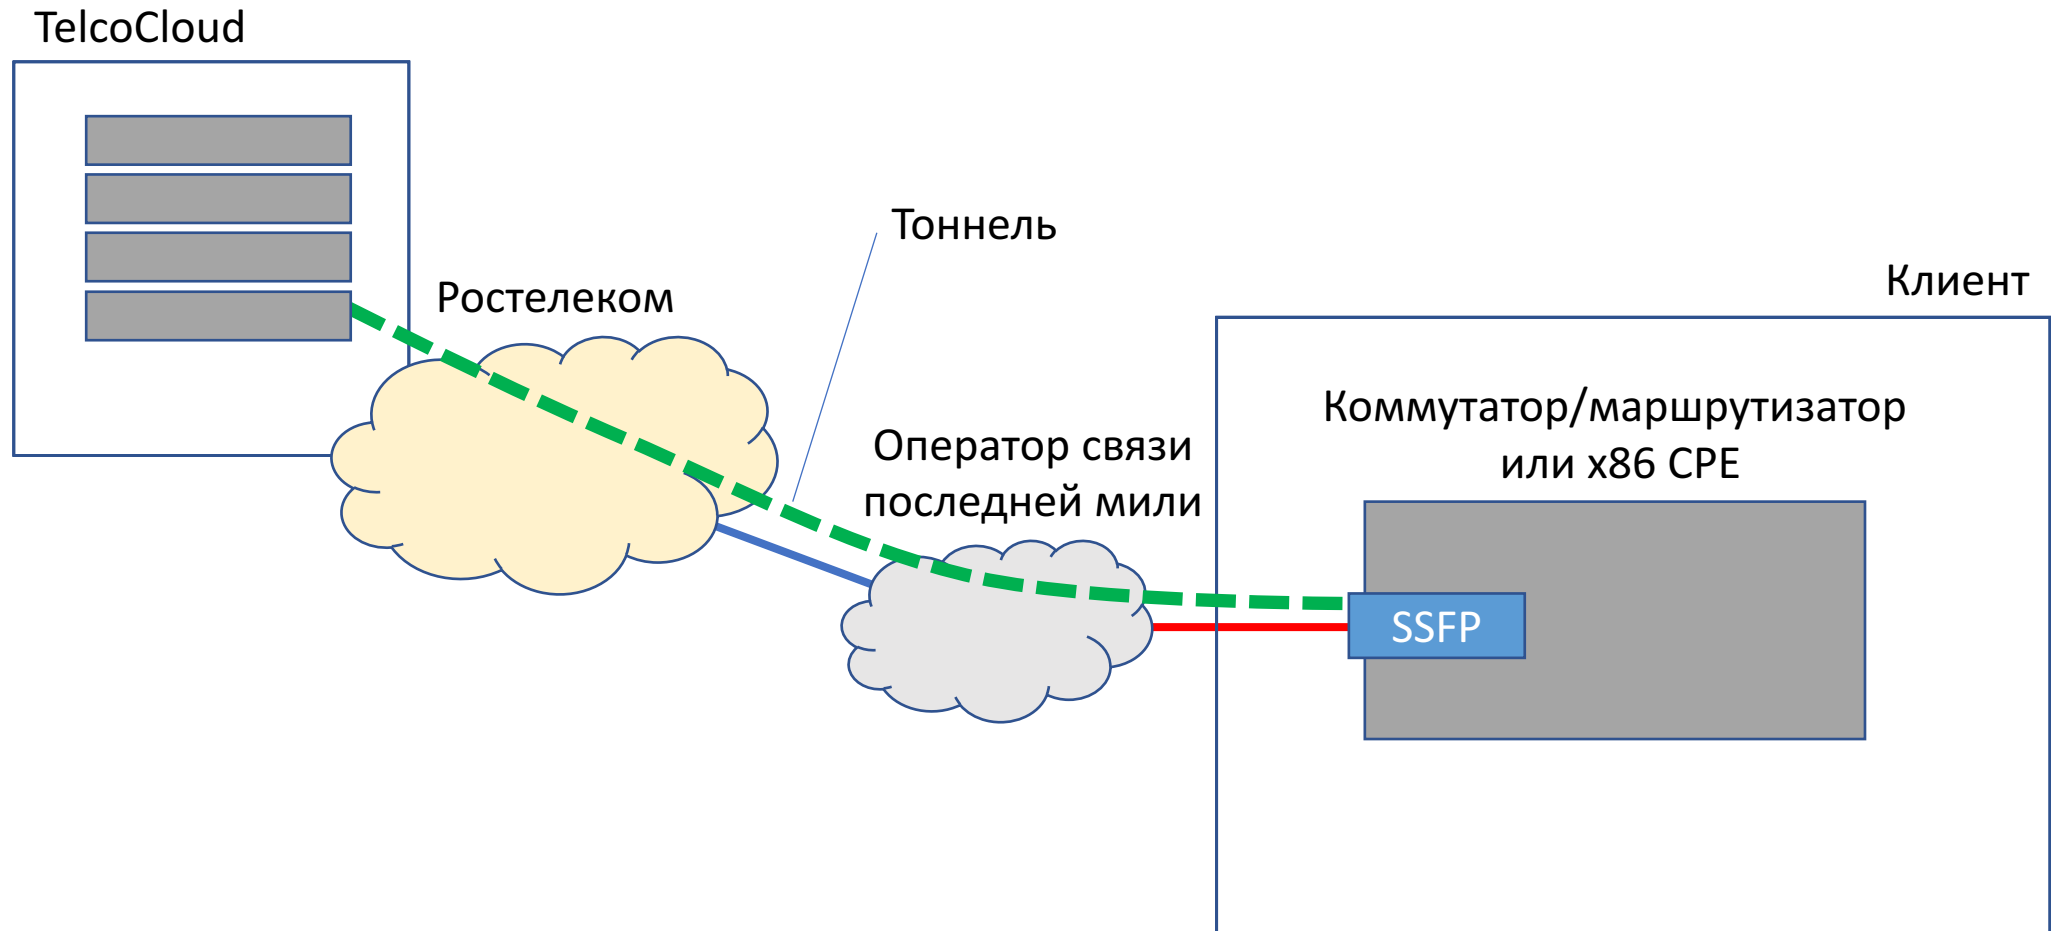 TelcoCloud
Тоннель
Ростелеком
Клиент
Коммутатор/маршрутизатор
или x86 CPE
Оператор связи
последней мили
SSFP